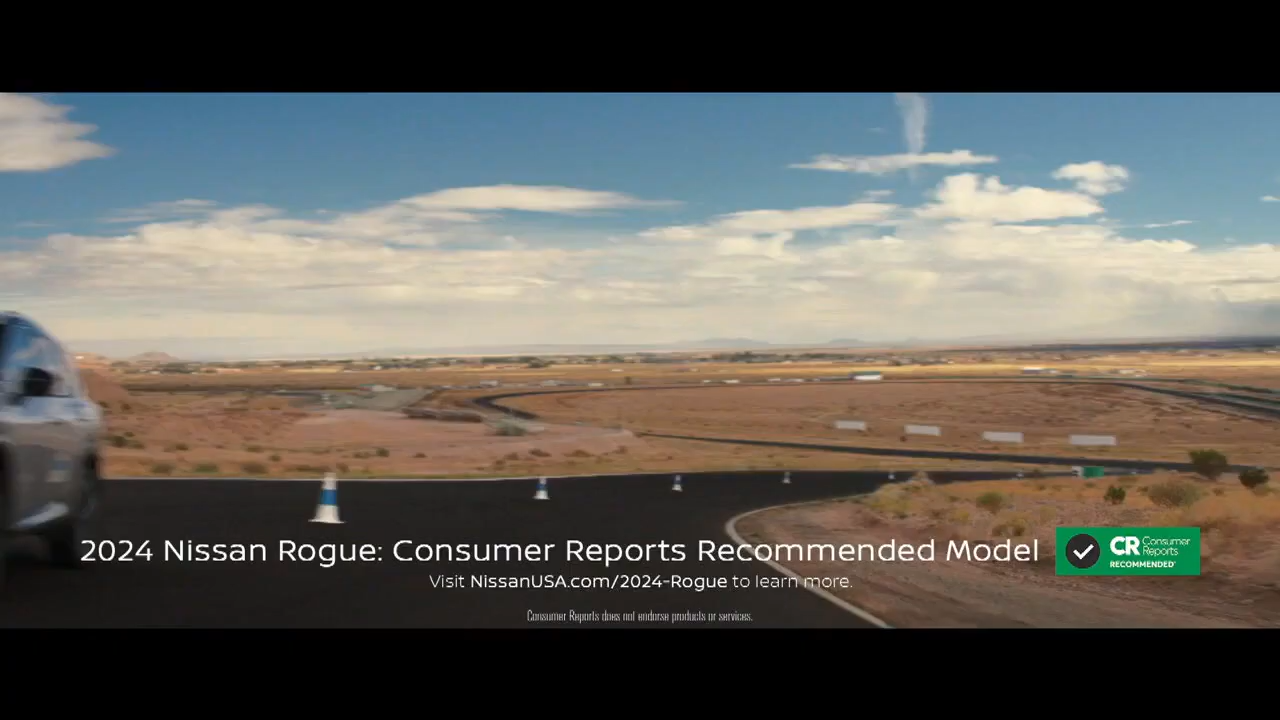 2024 Nissan Rogue: Consumer Reports Recommended Model
CR Consumer Reports
RECOMMENDED
Visit NissanUSA.com/2024-Rogue to learn more.
Consumer Reports does not endorse products or services.